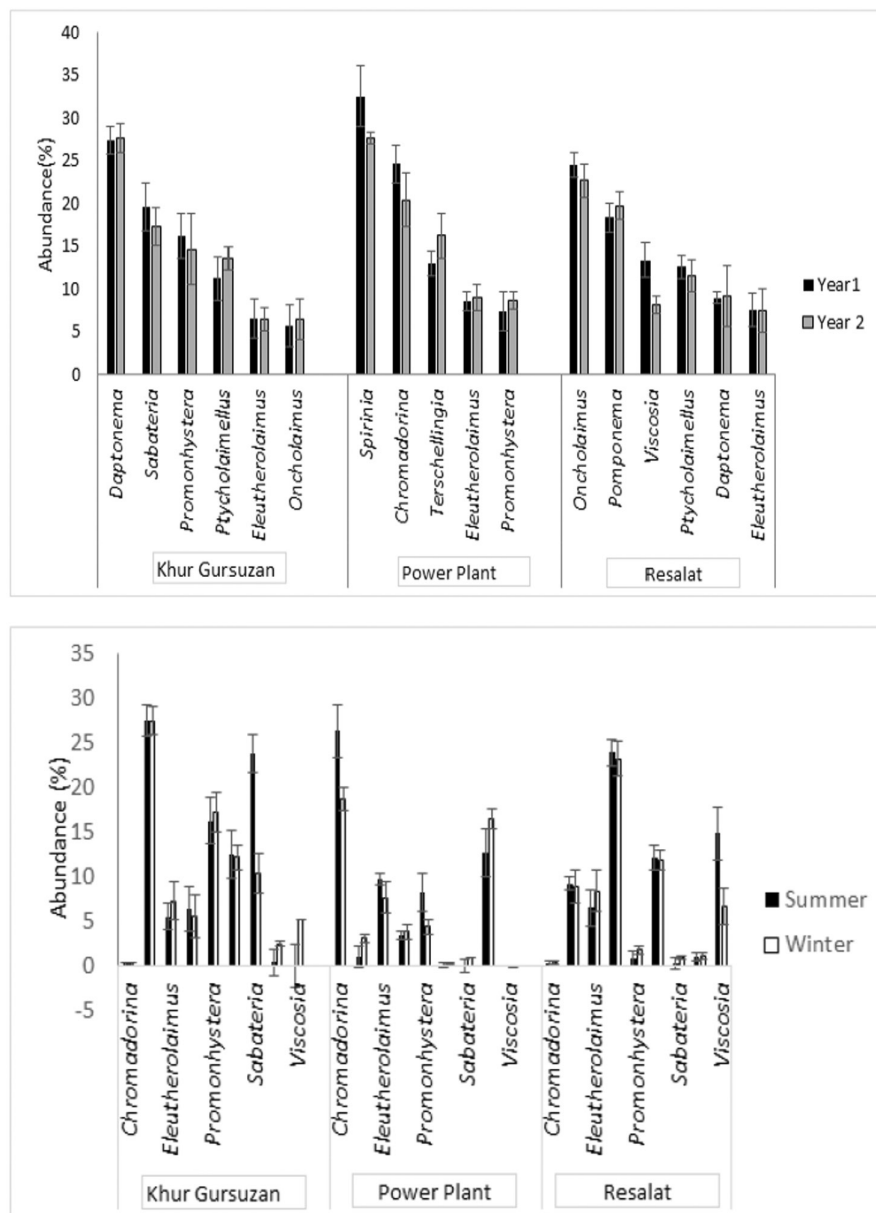 40
35
30
25
20
15
10
5
0
Abundance(%)
Daptonema
Sabateria
Promonhystera
Ptycholaimellus
Eleutherolaimus
Oncholaimus
Spirinia
Chromadorina
Terschellingia
Eleutherolaimus
Promonhystera
Oncholaimus
Pomponema
Viscosia
Ptycholaimellus
Daptonema
Eleutherolaimus
Khur Gursuzan
Power Plant
Resalat
Year1
Year 2
35
30
25
20
15
10
5
0
-5
Abundance (%)
Chromadorina
Eleutherolaimus
Promonhystera
Sabateria
Viscosia
Chromadorina
Eleutherolaimus
Promonhystera
Sabateria
Viscosia
Chromadorina
Eleutherolaimus
Promonhystera
Sabateria
Viscosia
Khur Gursuzan
Power Plant
Resalat
Summer
Winter